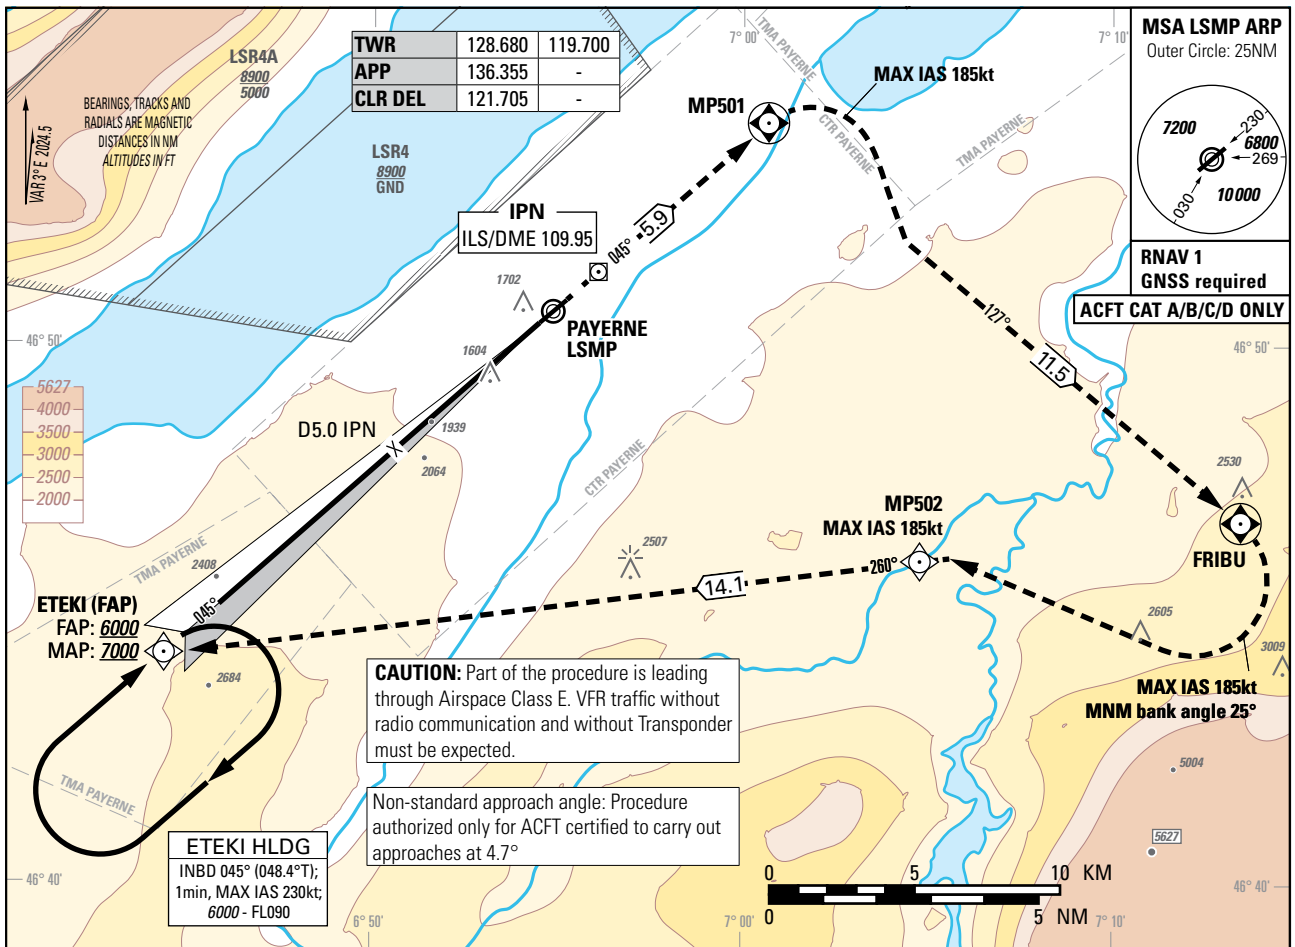 7° 00'
7° 10'
TWR 128.680 119.700
APP 136.355 -
CLR DEL 121.705 -
MSA LSMP ARP
Outer Circle: 25NM
7200
230
6800
269
10 000
030
RNAV 1
GNSS required
ACFT CAT A/B/C/D ONLY
LSR4A
8900
5000
BEARINGS, TRACKS AND
RADIALS ARE MAGNETIC
DISTANCES IN NM
ALTITUDES IN FT
VAR 3° E 2024.5
LSR4
8900
GND
TMA PAYERNE
MAX IAS 185kt
MP501
CTR PAYERNE
TMA PAYERNE
IPN
ILS/DME 109.95
045°
5.9
1702
PAYERNE
LSMP
127°
11.5
46° 50'
46° 50'
1604
5627
4000
3500
3000
2500
2000
D5.0 IPN
1939
2064
CTR PAYERNE
2530
MP502
MAX IAS 185kt
FRIBU
TMA PAYERNE
2408
2507
260°
14.1
ETEKI (FAP)
FAP: 6000
MAP: 7000
045°
2605
3009
2684
CAUTION: Part of the procedure is leading
through Airspace Class E. VFR traffic without
radio communication and without Transponder
must be expected.
MAX IAS 185kt
MNM bank angle 25°
TMA PAYERNE
5004
Non-standard approach angle: Procedure
authorized only for ACFT certified to carry out
approaches at 4.7°
5627
ETEKI HLDG
INBD 045° (048.4°T);
1min, MAX IAS 230kt;
6000 - FL090
46° 40'
46° 40'
0 5 10 KM
0 5 NM
6° 50'
7° 00'
7° 10'